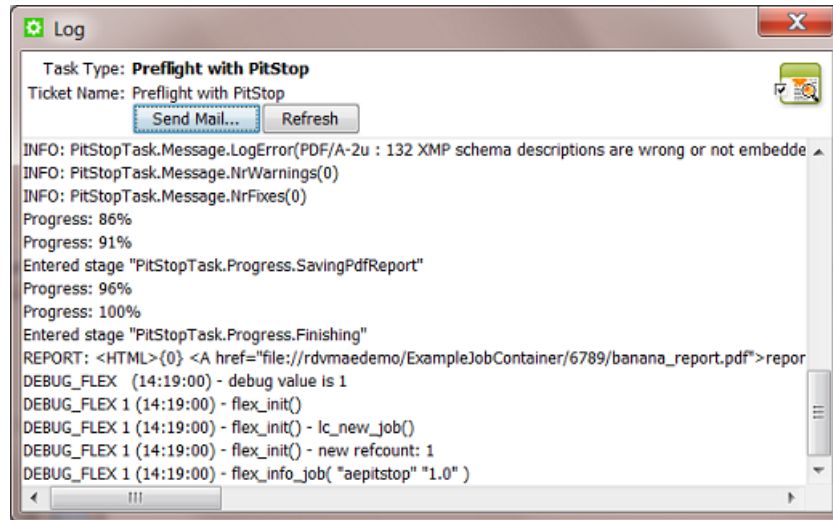 Log
Task Type: Preflight with PitStop
Ticket Name: Preflight with PitStop
Send Mail... Refresh
INFO: PitStopTask.Message.LogError(PDF/A-2u : 132 XMP schema descriptions are wrong or not embedde
INFO: PitStopTask.Message.NrWarnings(0)
INFO: PitStopTask.Message.NrFixes(0)
Progress: 86%
Progress: 91%
Entered stage "PitStopTask.Progress.SavingPdfReport"
Progress: 96%
Progress: 100%
Entered stage "PitStopTask.Progress.Finishing"
REPORT: <HTML>{0} <A href="file://rdvmaedemo/ExampleJobContainer/6789/banana_report.pdf">repor
DEBUG_FLEX (14:19:00) - debug value is 1
DEBUG_FLEX 1 (14:19:00) - flex_init()
DEBUG_FLEX 1 (14:19:00) - flex_init() - lc_new_job()
DEBUG_FLEX 1 (14:19:00) - flex_init() - new refcount: 1
DEBUG_FLEX 1 (14:19:00) - flex_info_job( "aepitstop" "1.0" )